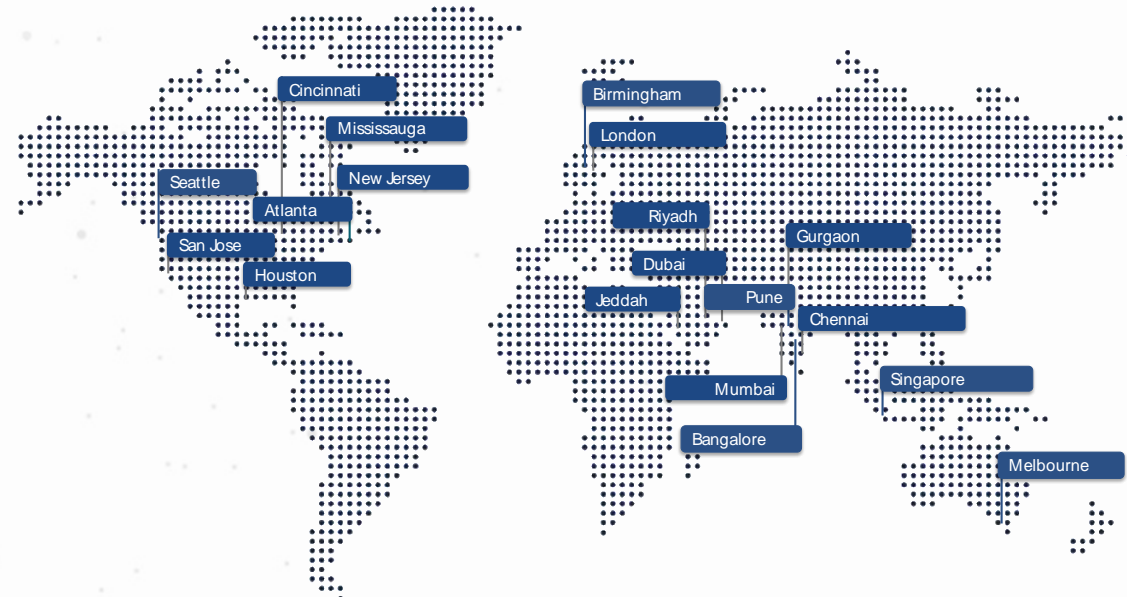 Cincinnati
Mississauga
New Jersey
Seattle
Atlanta
San Jose
Houston
Birmingham
London
Riyadh
Gurgaon
Dubai
Jeddah
Pune
Chennai
Mumbai
Singapore
Bangalore
Melbourne